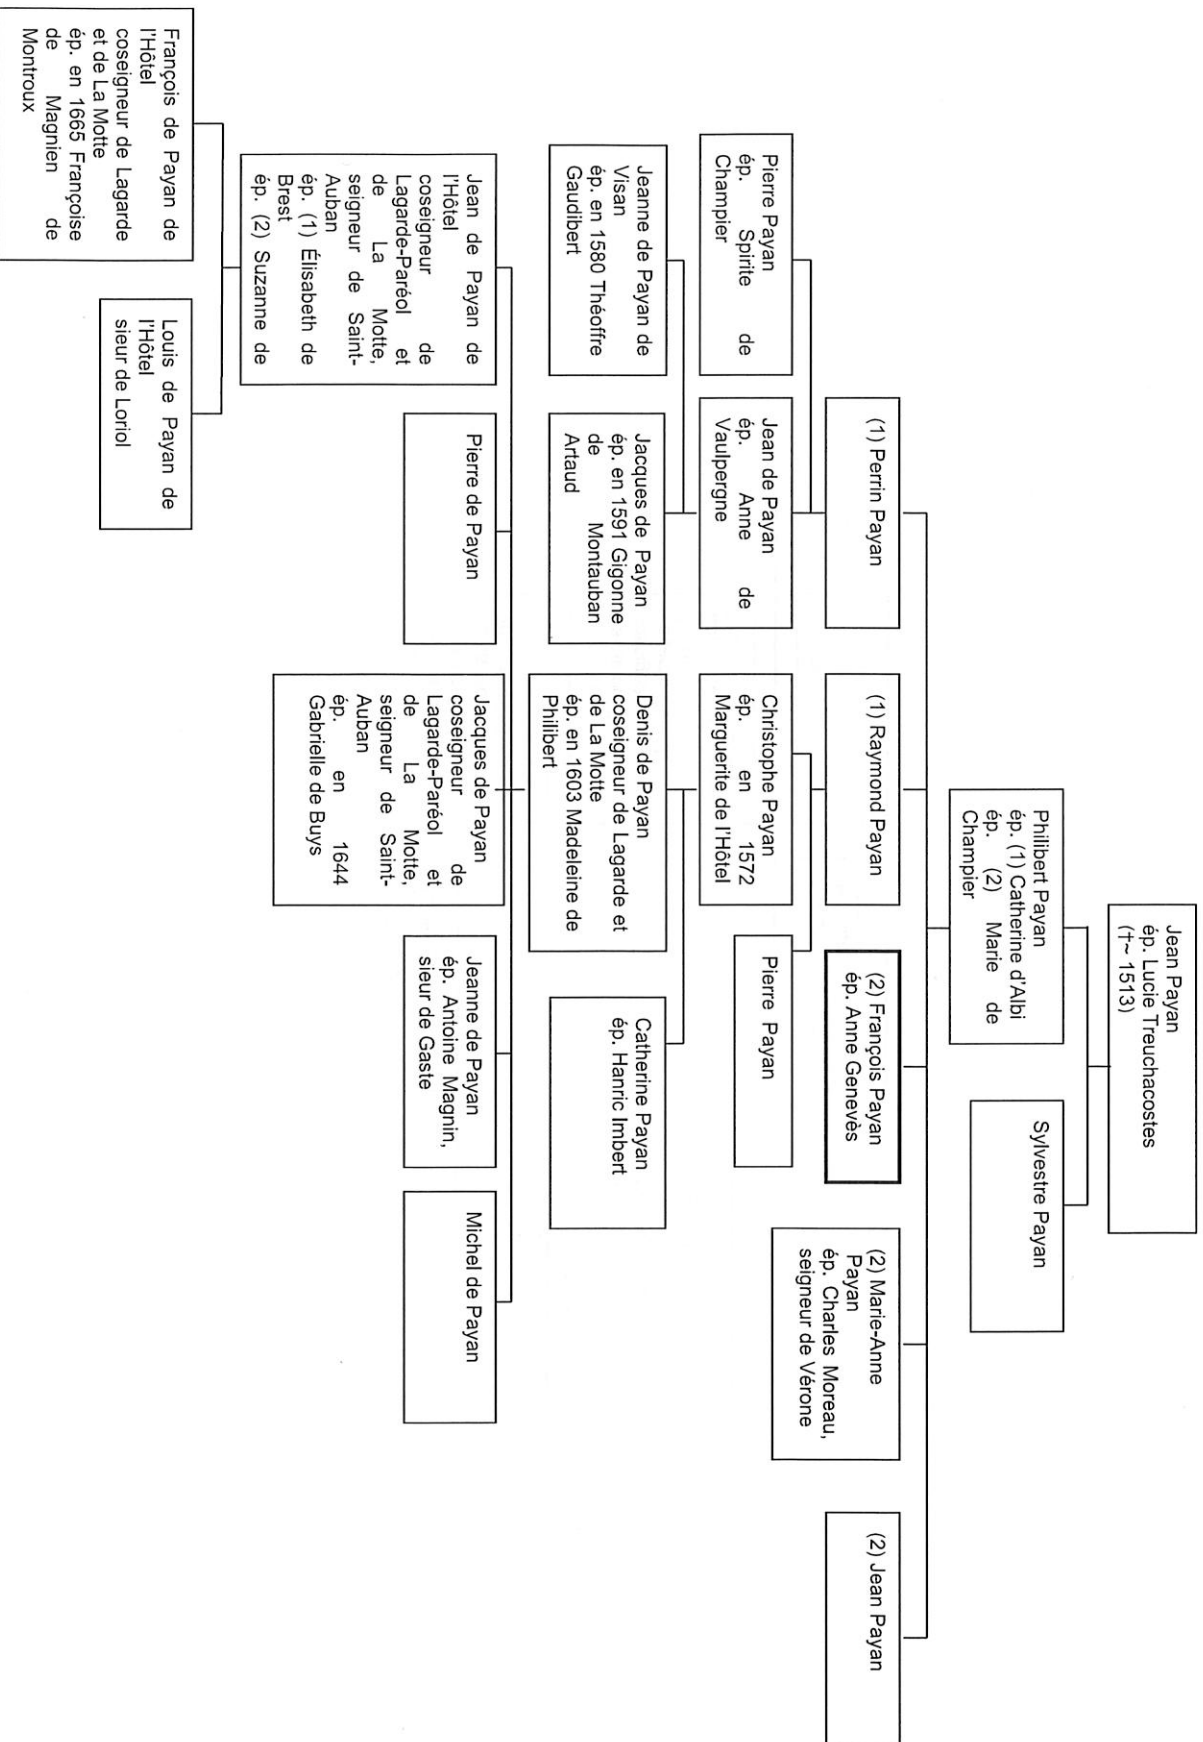 Jean Payan
ép. Lucie Treuchacostes
(†~ 1513)
Philibert Payan
ép. (1) Catherine d'Albi
ép. (2) Marie de
Champier
Sylvestre Payan
(1) Perrin Payan
(1) Raymond Payan
(2) François Payan
ép. Anne Genevès
(2) Marie-Anne
Payan
ép. Charles Moreau,
seigneur de Vérone
(2) Jean Payan
Pierre Payan
ép. Spirite de
Champier
Jean de Payan
ép. Anne de
Vaulpergne
Christophe Payan
ép. en 1572
Marguerite de l'Hôtel
Pierre Payan
Jeanne de Payan de
Visan
ép. en 1580 Théoffre
Gaudibert
Jacques de Payan
ép. en 1591 Gigonne
de Montauban
Artaud
Denis de Payan
coseigneur de Lagarde et
de La Motte
ép. en 1603 Madeleine de
Philibert
Catherine Payan
ép. Hanric Imbert
Jean de Payan de
l'Hôtel
coseigneur de
Lagarde-Paréol et
de La Motte,
seigneur de Saint-
Auban
ép. (1) Élisabeth de
Brest
ép. (2) Suzanne de
Pierre de Payan
Jacques de Payan
coseigneur de
Lagarde-Paréol et
de La Motte,
seigneur de Saint-
Auban
ép. en 1644
Gabrielle de Buys
Jeanne de Payan
ép. Antoine Magnin,
sieur de Gaste
Michel de Payan
François de Payan de
l'Hôtel
coseigneur de Lagarde
et de La Motte
ép. en 1665 Françoise
de Magnien de
Montroux
Louis de Payan de
l'Hôtel
sieur de Loriol